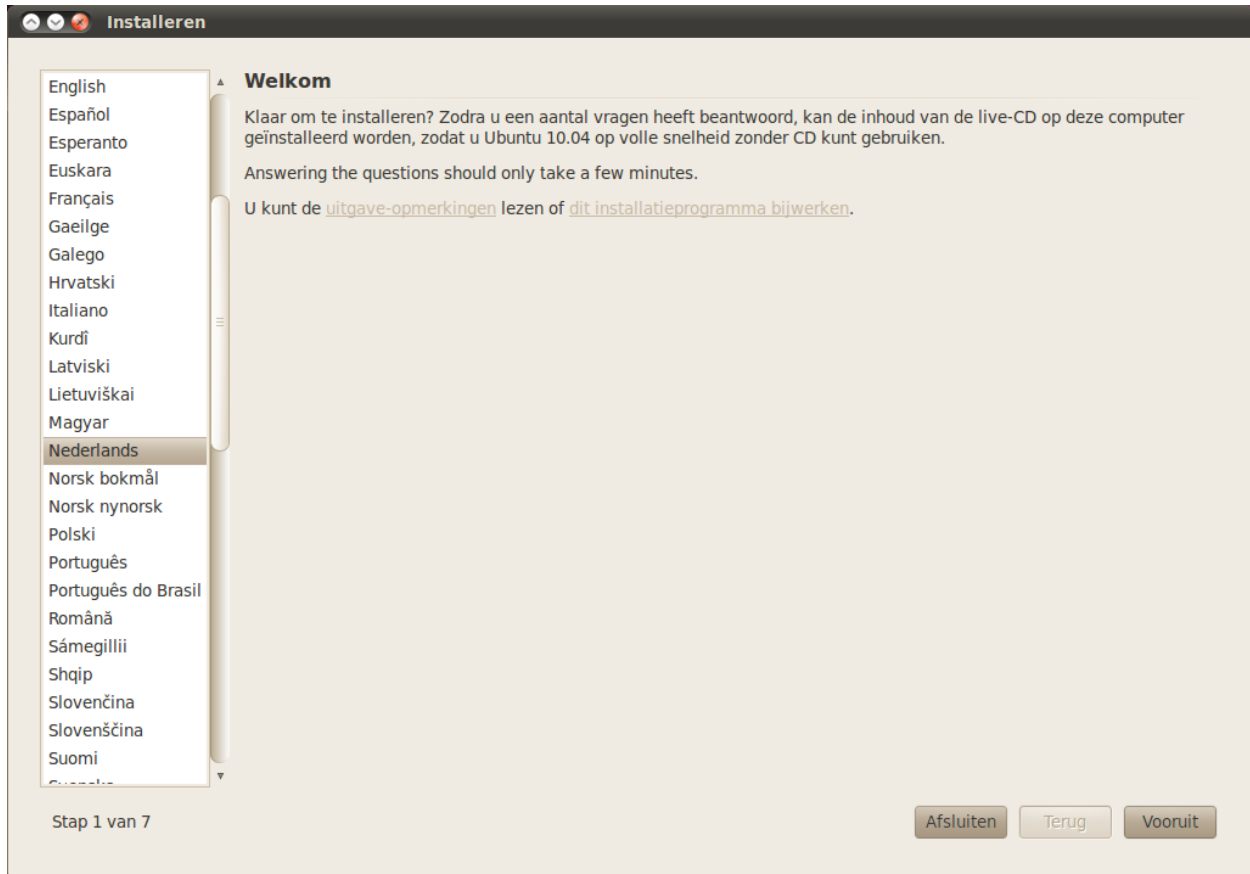 Installeren
English
Español
Esperanto
Euskara
Français
Gaeilge
Galego
Hrvatski
Italiano
Kurdî
Latviski
Lietuviškai
Magyar
Nederlands
Norsk bokmål
Norsk nynorsk
Polski
Português
Português do Brasil
Română
Sámegillii
Shqip
Slovenčina
Slovenščina
Suomi
Welkom
Klaar om te installeren? Zodra u een aantal vragen heeft beantwoord, kan de inhoud van de live-CD op deze computer
geïnstalleerd worden, zodat u Ubuntu 10.04 op volle snelheid zonder CD kunt gebruiken.
Answering the questions should only take a few minutes.
U kunt de uitgave-opmerkingen lezen of dit installatieprogramma bijwerken.
Stap 1 van 7
Afsluiten
Terug
Vooruit